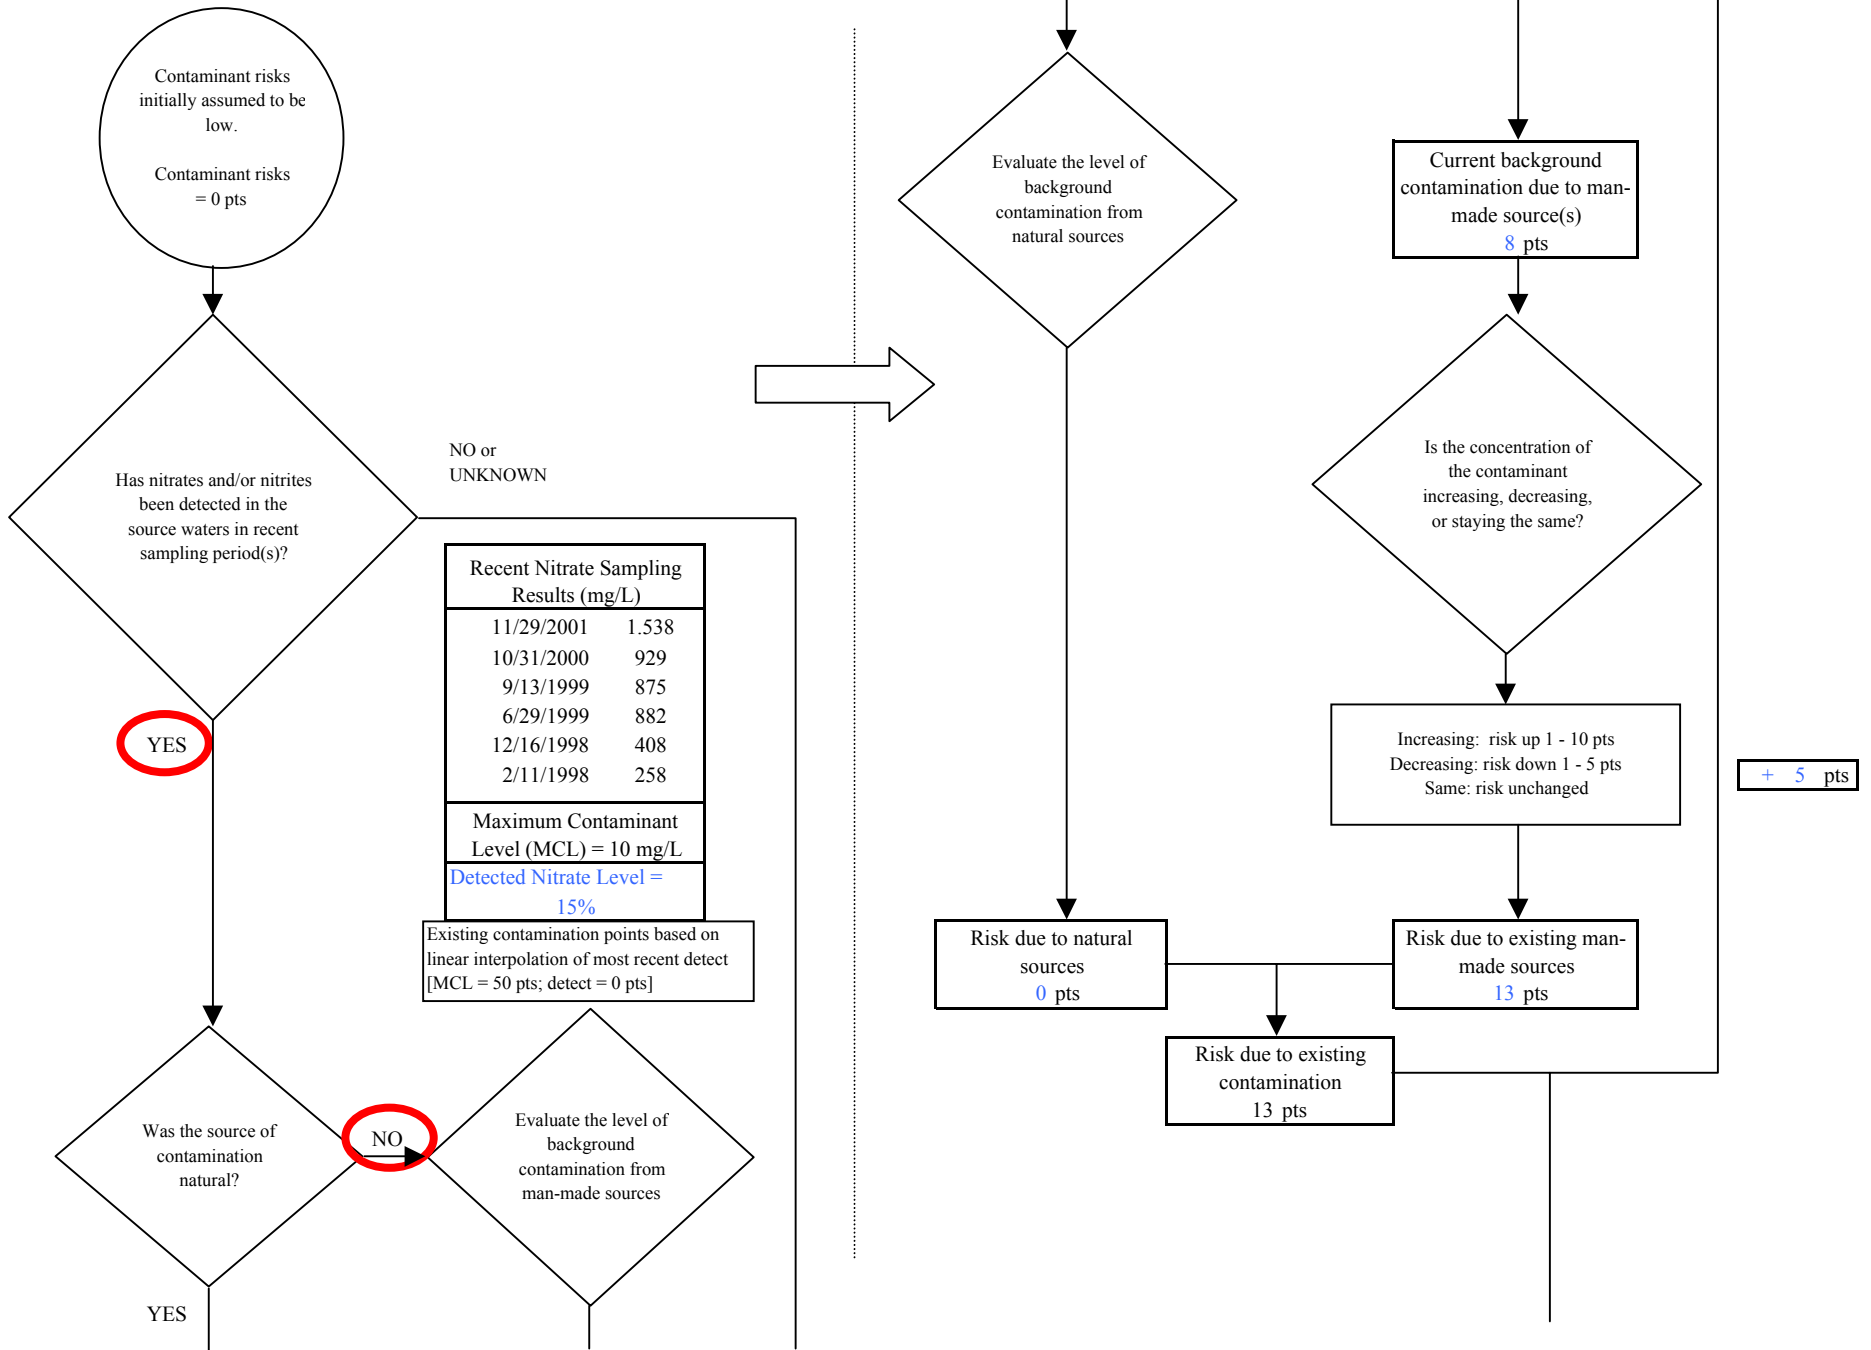 Contaminant risks
initially assumed to be
low.
Contaminant risks
= 0 pts
Has nitrates and/or nitrites
been detected in the
source waters in recent
sampling period(s)?
NO or
UNKNOWN
YES
Recent Nitrate Sampling
Results (mg/L)
11/29/2001 1.538
10/31/2000 929
9/13/1999 875
6/29/1999 882
12/16/1998 408
2/11/1998 258
Maximum Contaminant
Level (MCL) = 10 mg/L
Detected Nitrate Level =
15%
Existing contamination points based on
linear interpolation of most recent detect
[MCL = 50 pts; detect = 0 pts]
Was the source of
contamination
natural?
NO
YES
Evaluate the level of
background
contamination from
man-made sources
Evaluate the level of
background
contamination from
natural sources
Current background
contamination due to man-
made source(s)
8 pts
Is the concentration of
the contaminant
increasing, decreasing,
or staying the same?
Increasing: risk up 1 - 10 pts
Decreasing: risk down 1 - 5 pts
Same: risk unchanged
+ 5 pts
Risk due to natural
sources
0 pts
Risk due to existing man-
made sources
13 pts
Risk due to existing
contamination
13 pts